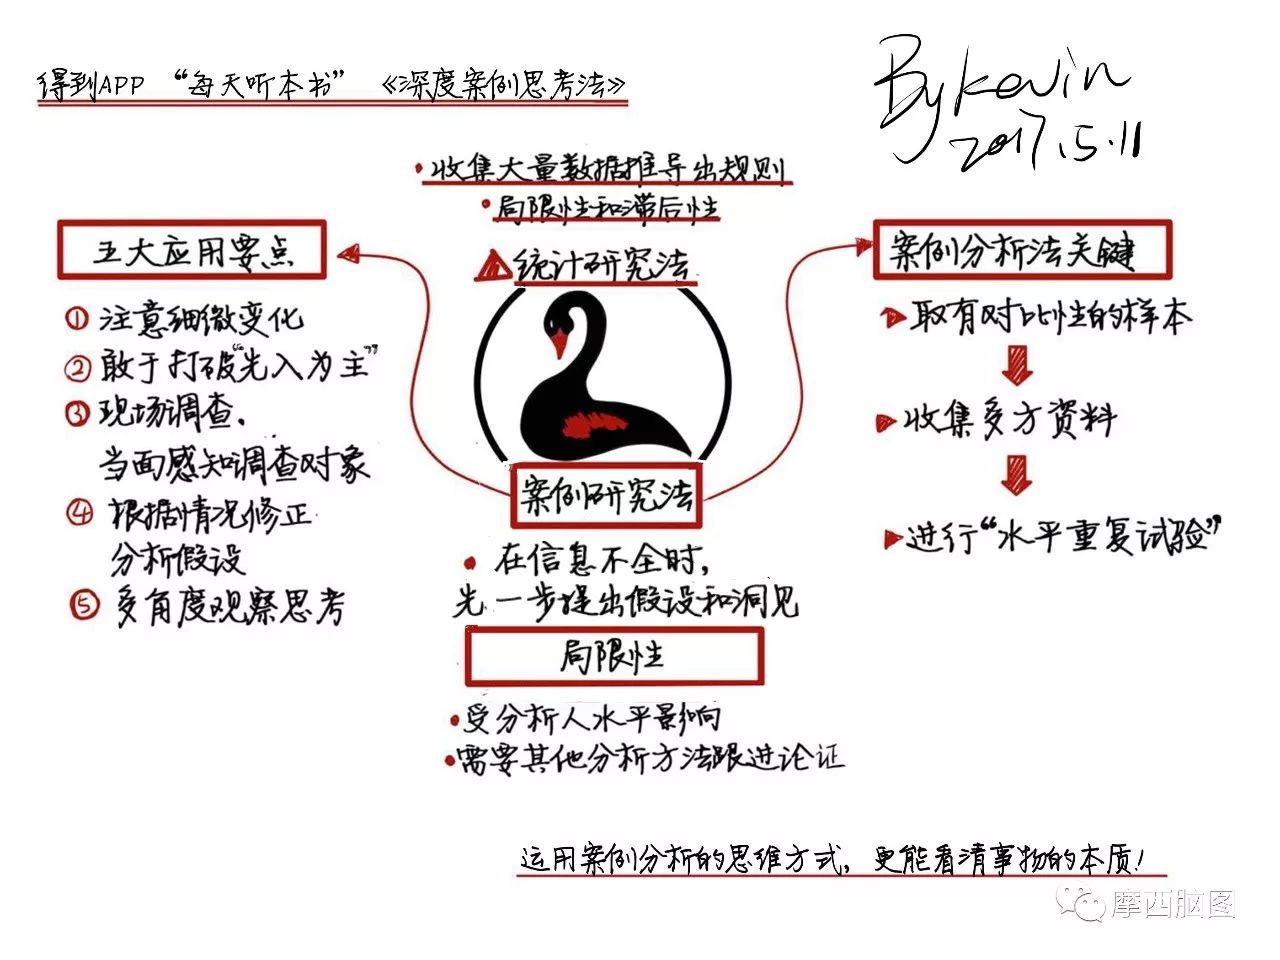 得到APP “每天听本书” 《深度案例思考法》
By Kevin
2017.5.11
·收集大量数据推导出规则
·局限性和滞后性
统计研究法
五大应用要点
① 注意细微变化
② 敢于打破“先入为主”
③ 现场调查、
当面感知调查对象
④ 根据情况修正
分析假设
⑤ 多角度观察思考
案例研究法
·在信息不全时,
先一步提出假设和洞见
局限性
·受分析人水平影响
·需要其他分析方法跟进论证
案例分析法关键
取有对比性的样本
收集多方资料
进行“水平重复试验”
运用案例分析的思维方式,更能看清事物的本质!
摩西脑图